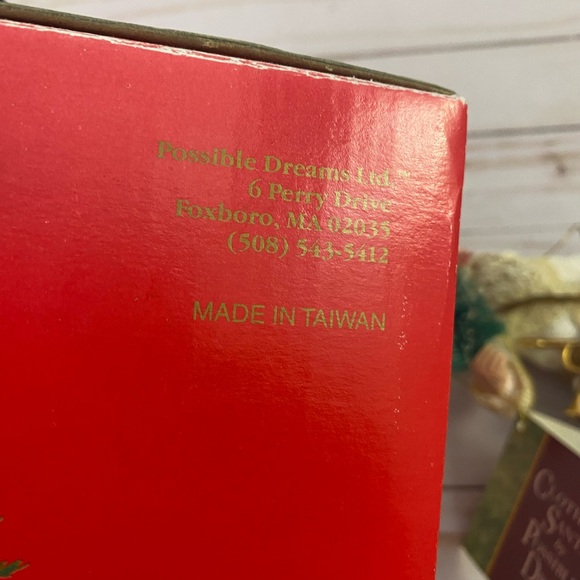 Possible Dreams Ltd.™
6 Perry Drive
Foxboro, MA 02035
(508) 543-5412
MADE IN TAIWAN